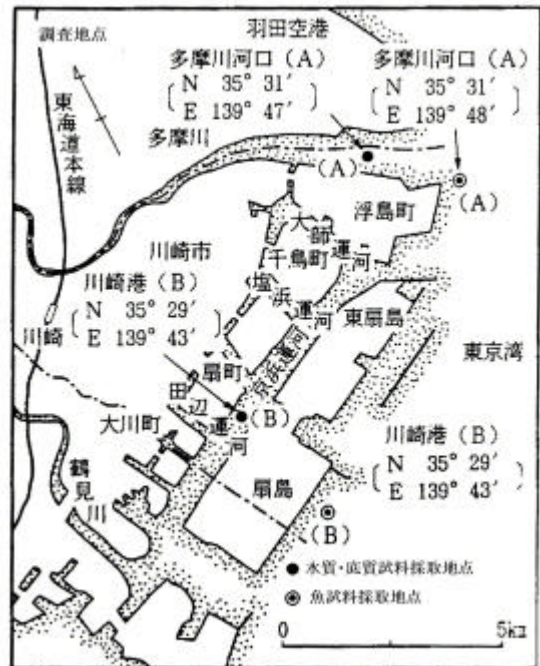 調査地点
羽田空港
多摩川河口（A）
N 35° 31′
E 139° 47′
多摩川河口（A）
N 35° 31′
E 139° 48′
東海道本線
多摩川
（A）
（A）
浮島町
大師運河
千鳥町
川崎市
川崎港（B）
N 35° 29′
E 139° 43′
川崎
塩浜運河
東扇島
京浜運河
東京湾
扇町
田辺運河
（B）
大川町
川崎港（B）
N 35° 29′
E 139° 43′
鶴見川
扇島
（B）
● 水質・底質試料採取地点
◉ 魚試料採取地点
0 5㎞